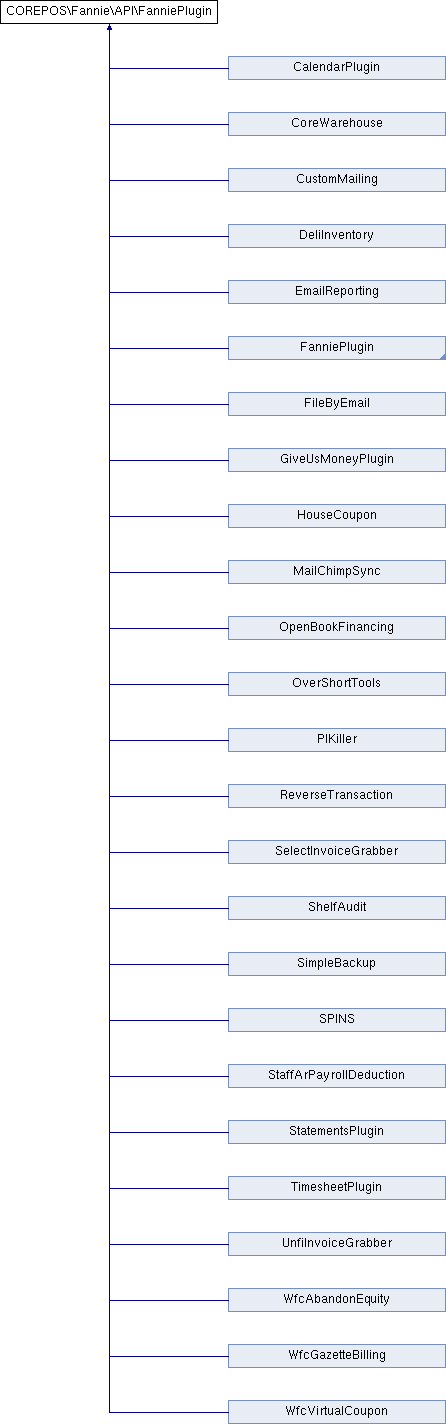 COREPOS\Fannie\API\FanniePlugin
CalendarPlugin
CoreWarehouse
CustomMailing
DeliInventory
EmailReporting
FanniePlugin
FileByEmail
GiveUsMoneyPlugin
HouseCoupon
MailChimpSync
OpenBookFinancing
OverShortTools
PIKiller
ReverseTransaction
SelectInvoiceGrabber
ShelfAudit
SimpleBackup
SPINS
StaffArPayrollDeduction
StatementsPlugin
TimesheetPlugin
UnfiInvoiceGrabber
WfcAbandonEquity
WfcGazetteBilling
WfcVirtualCoupon